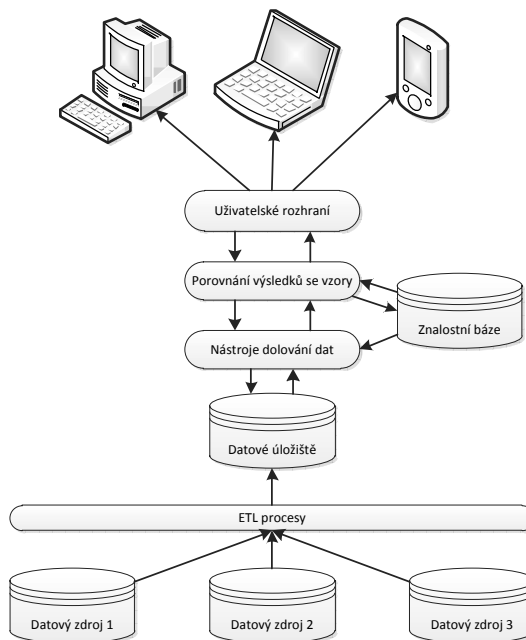 Uživatelské rozhraní
Porovnání výsledků se vzory
Znalostní báze
Nástroje dolování dat
Datové úložiště
ETL procesy
Datový zdroj 1
Datový zdroj 2
Datový zdroj 3